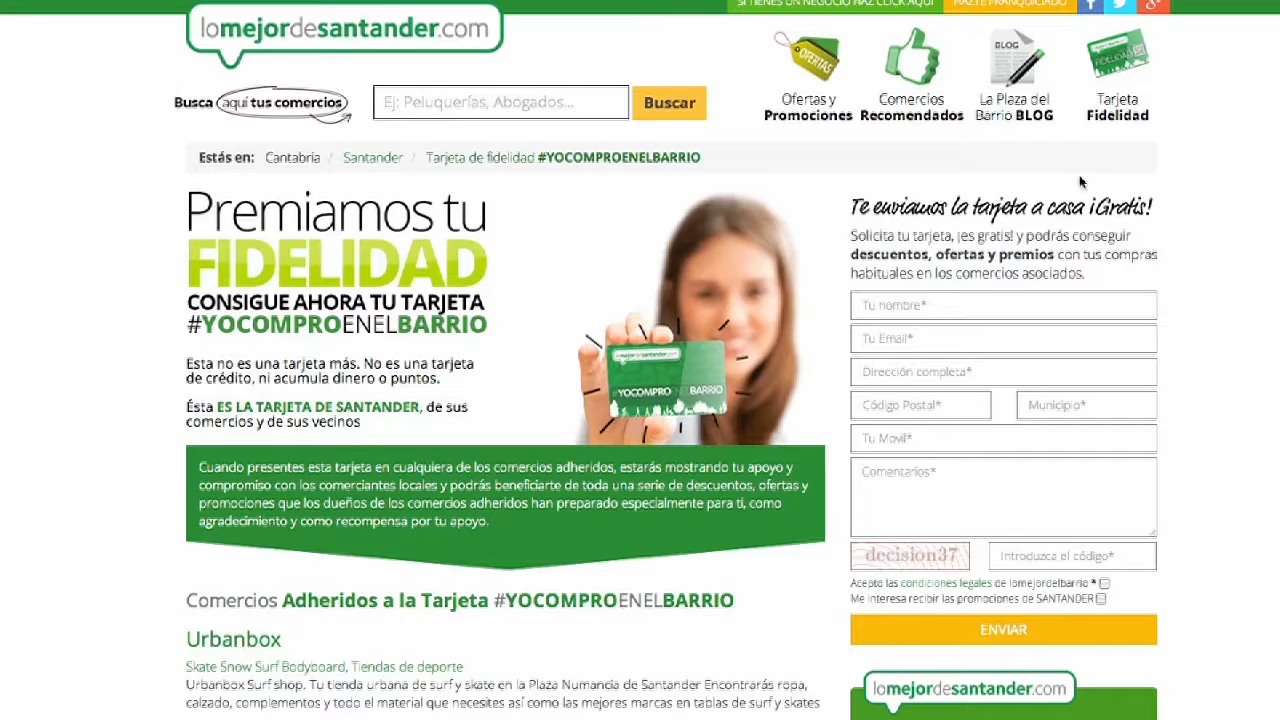 SI TIENES UN NEGOCIO HAZ CLICK AQUÍ
HAZTE FRANQUICIADO
lomejordesantander.com
OFERTAS
BLOG
FIDELIDAD
Busca aquí tus comercios
Ej: Peluquerías, Abogados...
Buscar
Ofertas y
Promociones
Comercios
Recomendados
La Plaza del
Barrio BLOG
Tarjeta
Fidelidad
Estás en: Cantabria / Santander / Tarjeta de fidelidad #YOCOMPROENELBARRIO
Premiamos tu
FIDELIDAD
CONSIGUE AHORA TU TARJETA
#YOCOMPROENELBARRIO
Esta no es una tarjeta más. No es una tarjeta
de crédito, ni acumula dinero o puntos.
Ésta ES LA TARJETA DE SANTANDER, de sus
comercios y de sus vecinos
lomejordesantander.com
#YOCOMPROENELBARRIO
Cuando presentes esta tarjeta en cualquiera de los comercios adheridos, estarás mostrando tu apoyo y
compromiso con los comerciantes locales y podrás beneficiarte de toda una serie de descuentos, ofertas y
promociones que los dueños de los comercios adheridos han preparado especialmente para ti, como
agradecimiento y como recompensa por tu apoyo.
Comercios Adheridos a la Tarjeta #YOCOMPROENELBARRIO
Urbanbox
Skate Snow Surf Bodyboard, Tiendas de deporte
Urbanbox Surf shop. Tu tienda urbana de surf y skate en la Plaza Numancia de Santander Encontrarás ropa,
calzado, complementos y todo el material que necesites así como las mejores marcas en tablas de surf y skates
Te enviamos la tarjeta a casa ¡Gratis!
Solicita tu tarjeta, ¡es gratis! y podrás conseguir
descuentos, ofertas y premios con tus compras
habituales en los comercios asociados.
Tu nombre*
Tu Email*
Dirección completa*
Código Postal*
Municipio*
Tu Movil*
Comentarios*
decision37
Introduzca el código*
Acepto las condiciones legales de lomejordelbarrio *
Me interesa recibir las promociones de SANTANDER
ENVIAR
lomejordesantander.com